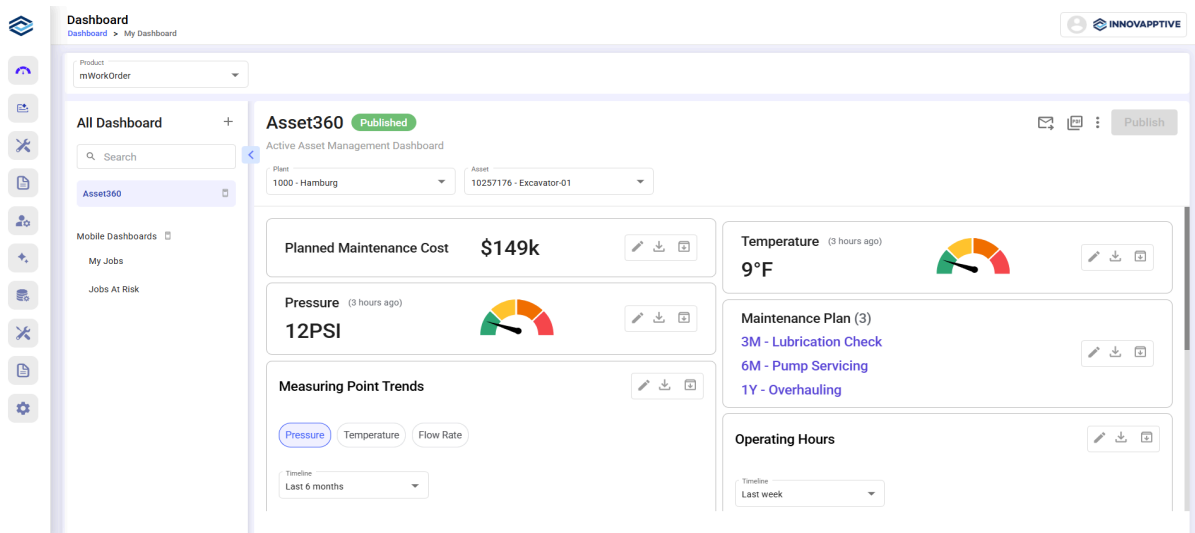 Dashboard
Dashboard > My Dashboard
INNOVAPPTIVE
Product
mWorkOrder
All Dashboard +
Search
Asset360
Mobile Dashboards
My Jobs
Jobs At Risk
Asset360 Published
Publish
Active Asset Management Dashboard
Plant
1000 - Hamburg
Asset
10257176 - Excavator-01
Planned Maintenance Cost $149k
Pressure (3 hours ago)
12PSI
Measuring Point Trends
Pressure Temperature Flow Rate
Timeline
Last 6 months
Temperature (3 hours ago)
9°F
Maintenance Plan (3)
3M - Lubrication Check
6M - Pump Servicing
1Y - Overhauling
Operating Hours
Timeline
Last week